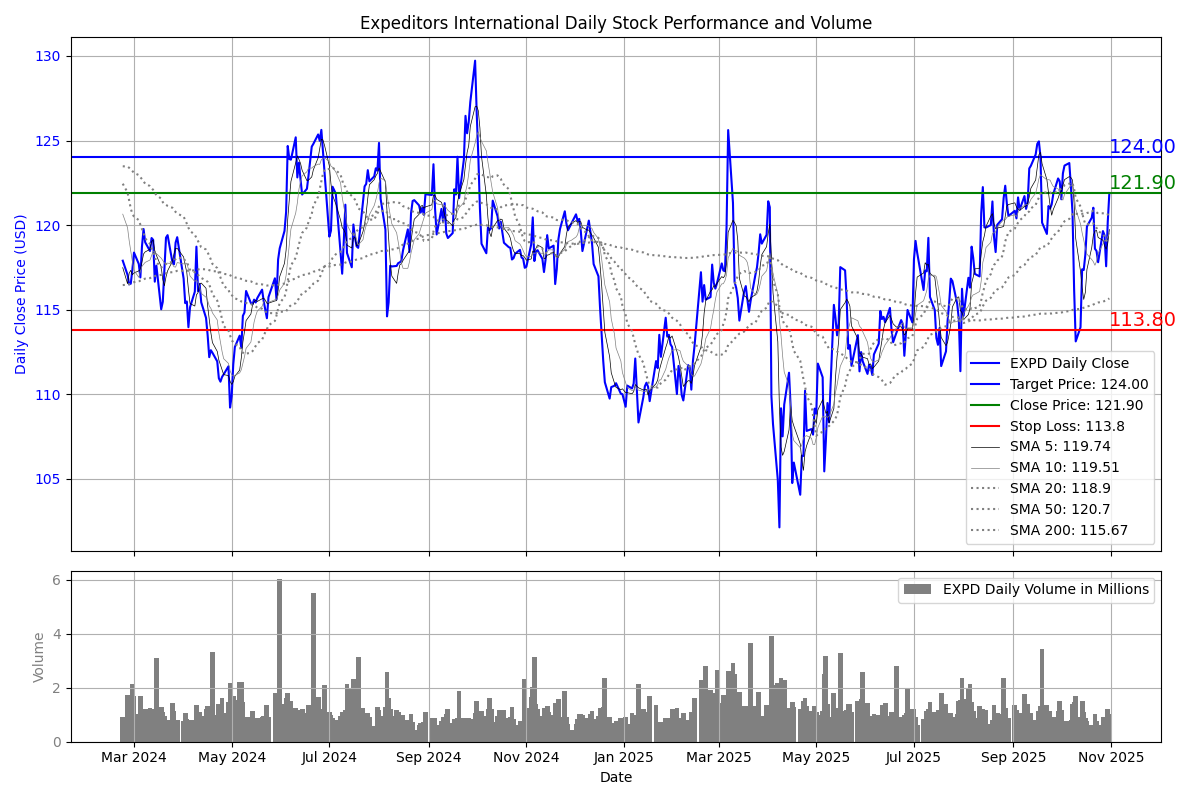 Expeditors International Daily Stock Performance and Volume
Daily Close Price (USD)
130
125
120
115
110
105
124.00
121.90
113.80
EXPD Daily Close
Target Price: 124.00
Close Price: 121.90
Stop Loss: 113.8
SMA 5: 119.74
SMA 10: 119.51
SMA 20: 118.9
SMA 50: 120.7
SMA 200: 115.67
Volume
6
4
2
0
EXPD Daily Volume in Millions
Mar 2024 May 2024 Jul 2024 Sep 2024 Nov 2024 Jan 2025 Mar 2025 May 2025 Jul 2025 Sep 2025 Nov 2025
Date